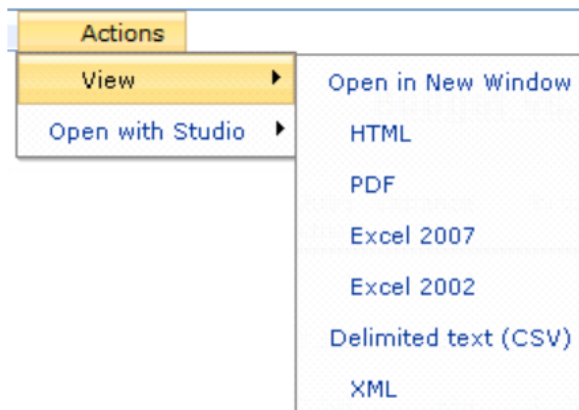 Actions
View
Open with Studio
Open in New Window
HTML
PDF
Excel 2007
Excel 2002
Delimited text (CSV)
XML